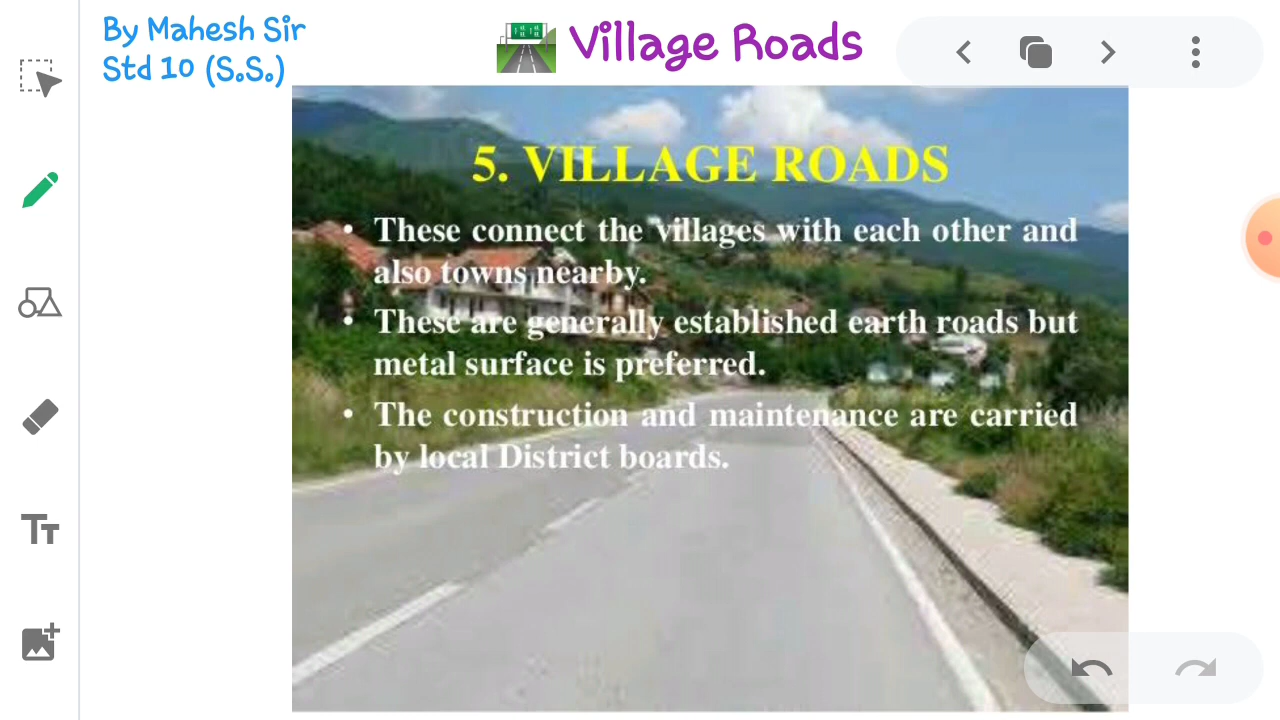 By Mahesh Sir
Std 10 (S.S.)
Village Roads
5. VILLAGE ROADS
• These connect the villages with each other and
also towns nearby.
• These are generally established earth roads but
metal surface is preferred.
• The construction and maintenance are carried
by local District boards.
Tт